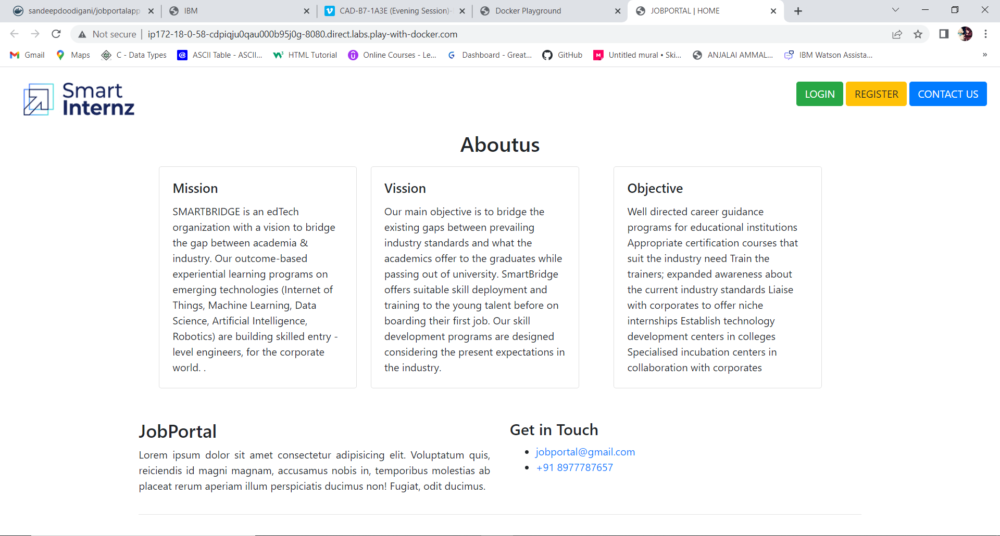 sandeepdoodigani/jobportalapp
IBM
CAD-B7-1A3E (Evening Session)-
Docker Playground
JOBPORTAL | HOME
Not secure
ip172-18-0-58-cdpiqju0qau000b95j0g-8080.direct.labs.play-with-docker.com
Gmail
Maps
C - Data Types
ASCII Table - ASCII...
HTML Tutorial
Online Courses - Le...
Dashboard - Great...
GitHub
Untitled mural • Ski...
ANJALAI AMMAL...
IBM Watson Assista...
»
Smart
Internz
LOGIN
REGISTER
CONTACT US
Aboutus
Mission
SMARTBRIDGE is an edTech
organization with a vision to bridge
the gap between academia &
industry. Our outcome-based
experiential learning programs on
emerging technologies (Internet of
Things, Machine Learning, Data
Science, Artificial Intelligence,
Robotics) are building skilled entry -
level engineers, for the corporate
world. .
Vission
Our main objective is to bridge the
existing gaps between prevailing
industry standards and what the
academics offer to the graduates while
passing out of university. SmartBridge
offers suitable skill deployment and
training to the young talent before on
boarding their first job. Our skill
development programs are designed
considering the present expectations in
the industry.
Objective
Well directed career guidance
programs for educational institutions
Appropriate certification courses that
suit the industry need Train the
trainers; expanded awareness about
the current industry standards Liaise
with corporates to offer niche
internships Establish technology
development centers in colleges
Specialised incubation centers in
collaboration with corporates
JobPortal
Lorem ipsum dolor sit amet consectetur adipisicing elit. Voluptatum quis,
reiciendis id magni magnam, accusamus nobis in, temporibus molestias ab
placeat rerum aperiam illum perspiciatis ducimus non! Fugiat, odit ducimus.
Get in Touch
• jobportal@gmail.com
• +91 8977787657